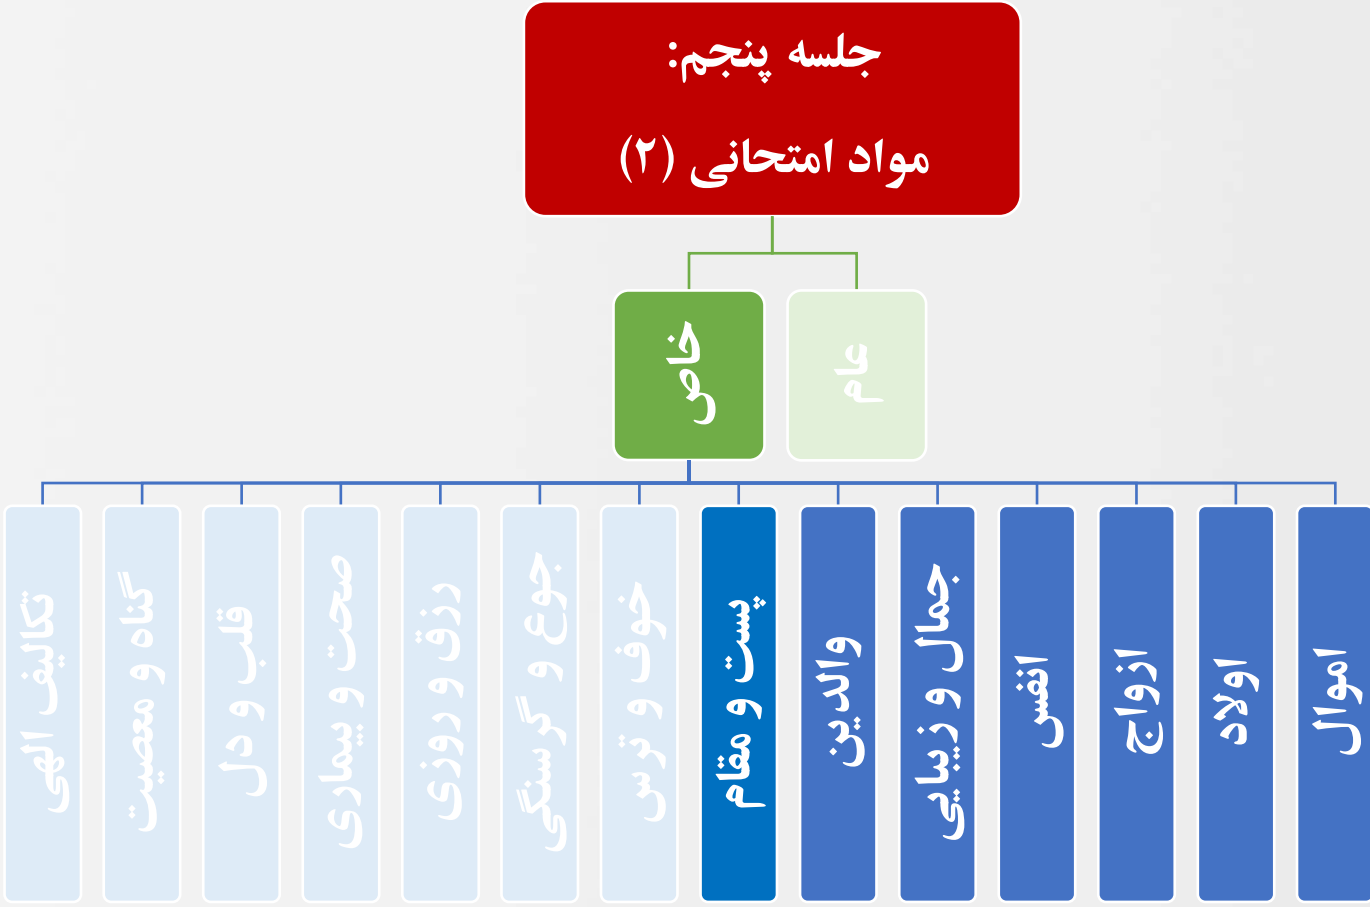 جلسه پنجم:
مواد امتحانی (۲)
عام
خاص
اموال
اولاد
ازواج
انفس
جمال و زیبایی
والدین
پست و مقام
خوف و ترس
جوع و گرسنگی
رزق و روزی
صحت و بیماری
قلب و دل
گناه و معصیت
تکالیف الهی